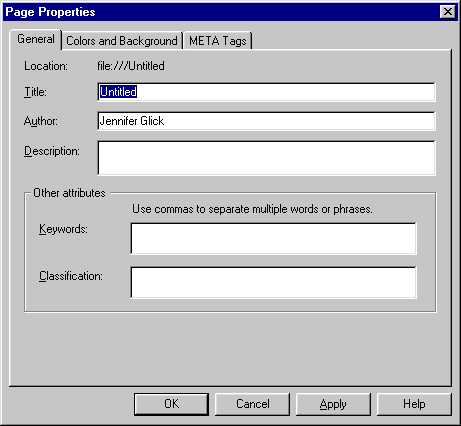 Page Properties
General Colors and Background META Tags
Location: file:///Untitled
Title: Untitled
Author: Jennifer Glick
Description:
Other attributes
Use commas to separate multiple words or phrases.
Keywords:
Classification:
OK Cancel Apply Help